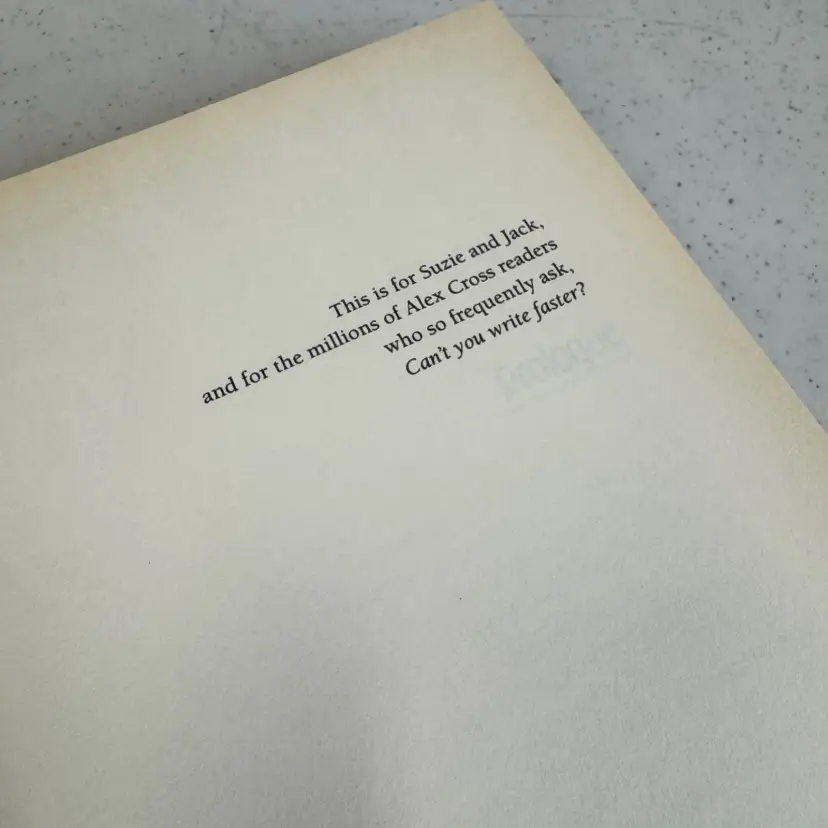 This is for Suzie and Jack,
and for the millions of Alex Cross readers
who so frequently ask,
Can't you write faster?
prologue